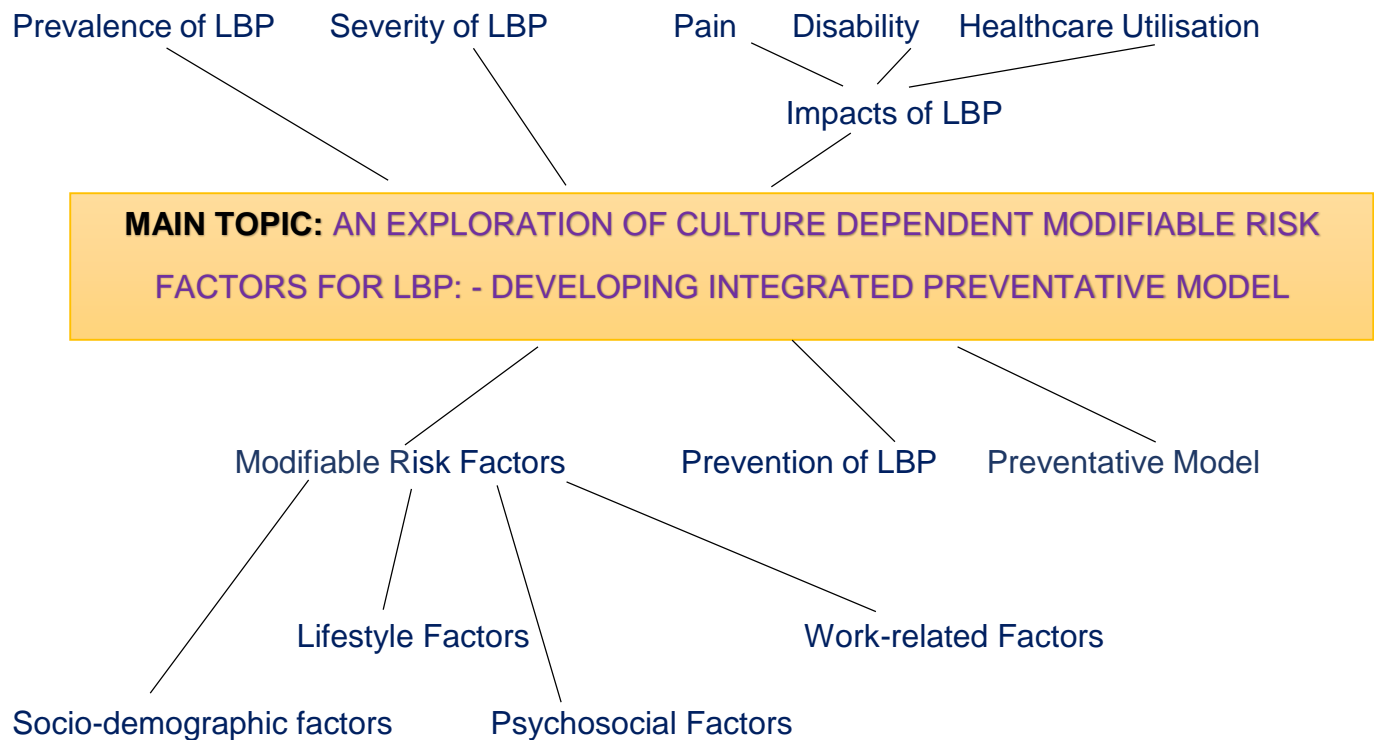 Prevalence of LBP Severity of LBP Pain Disability Healthcare Utilisation
Impacts of LBP
MAIN TOPIC: AN EXPLORATION OF CULTURE DEPENDENT MODIFIABLE RISK
FACTORS FOR LBP: - DEVELOPING INTEGRATED PREVENTATIVE MODEL
Modifiable Risk Factors Prevention of LBP Preventative Model
Lifestyle Factors Work-related Factors
Socio-demographic factors Psychosocial Factors